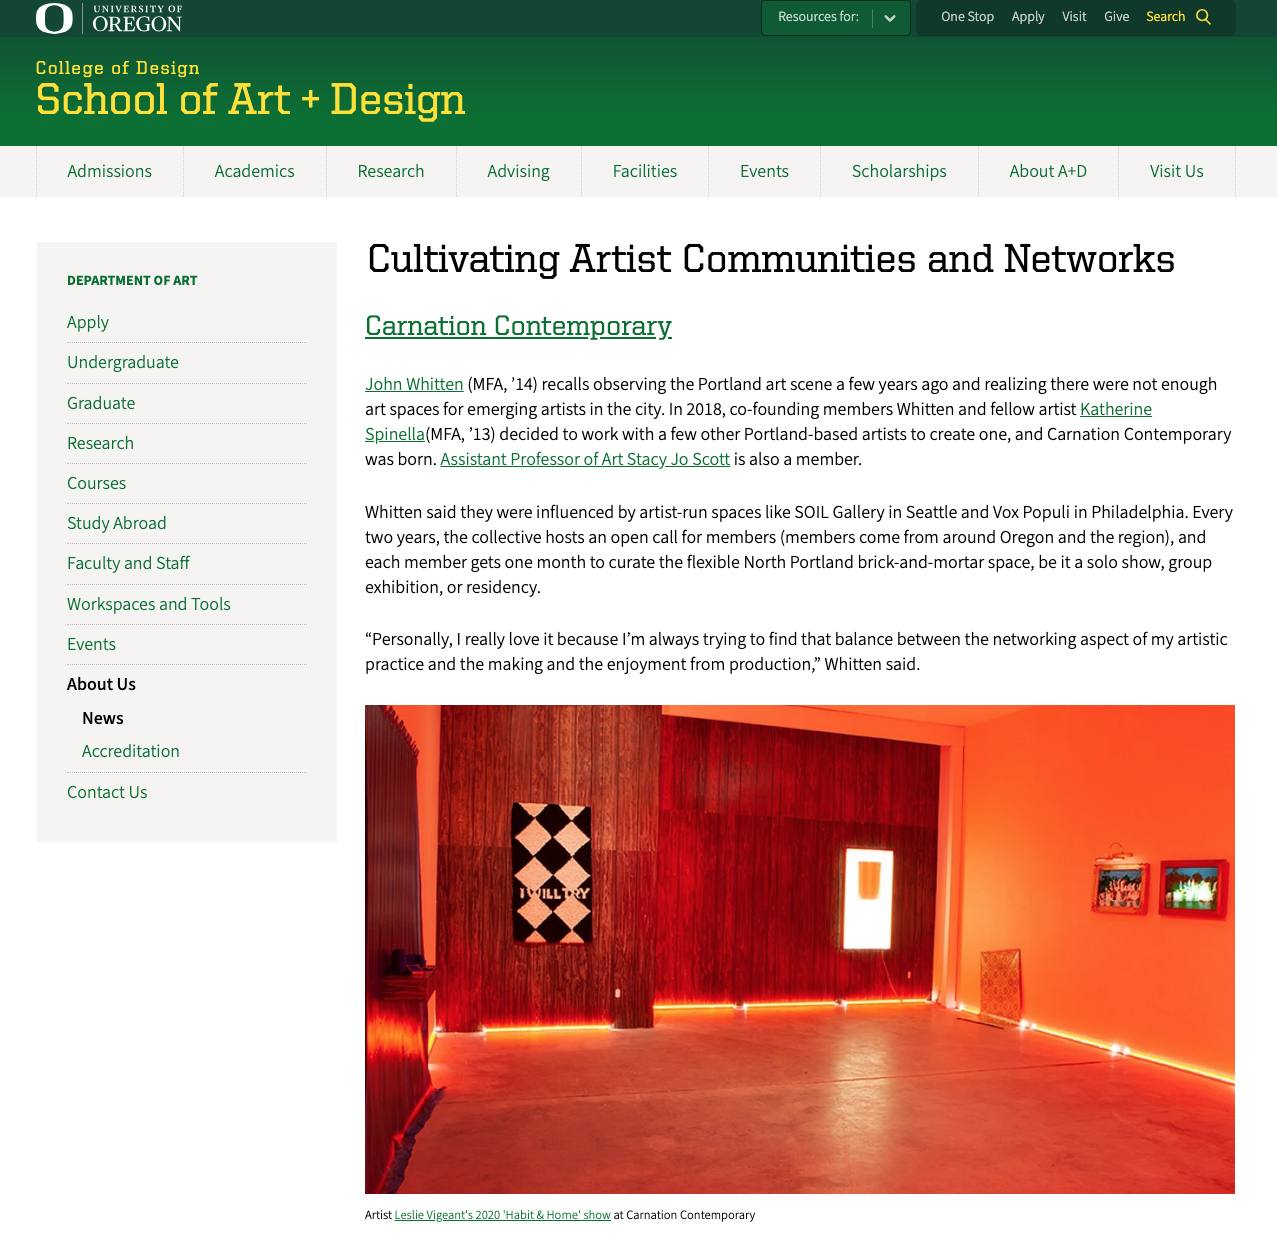 UNIVERSITY OF
OREGON
Resources for:
One Stop
Apply
Visit
Give
Search
College of Design
School of Art + Design
Admissions
Academics
Research
Advising
Facilities
Events
Scholarships
About A+D
Visit Us
DEPARTMENT OF ART
Apply
Undergraduate
Graduate
Research
Courses
Study Abroad
Faculty and Staff
Workspaces and Tools
Events
About Us
News
Accreditation
Contact Us
Cultivating Artist Communities and Networks
Carnation Contemporary
John Whitten (MFA, ’14) recalls observing the Portland art scene a few years ago and realizing there were not enough
art spaces for emerging artists in the city. In 2018, co-founding members Whitten and fellow artist Katherine
Spinella(MFA, ’13) decided to work with a few other Portland-based artists to create one, and Carnation Contemporary
was born. Assistant Professor of Art Stacy Jo Scott is also a member.
Whitten said they were influenced by artist-run spaces like SOIL Gallery in Seattle and Vox Populi in Philadelphia. Every
two years, the collective hosts an open call for members (members come from around Oregon and the region), and
each member gets one month to curate the flexible North Portland brick-and-mortar space, be it a solo show, group
exhibition, or residency.
“Personally, I really love it because I’m always trying to find that balance between the networking aspect of my artistic
practice and the making and the enjoyment from production,” Whitten said.
I WILL TRY
Artist Leslie Vigeant's 2020 'Habit & Home' show at Carnation Contemporary